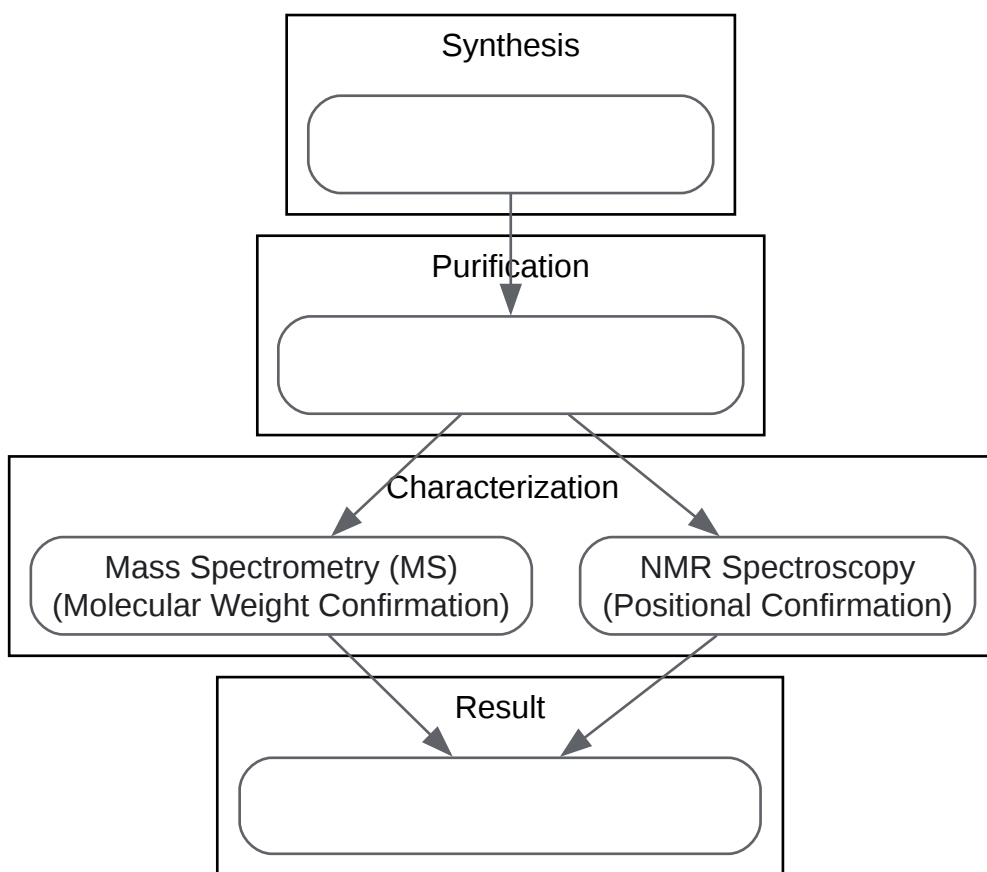 Synthesis
Purification
Characterization
Mass Spectrometry (MS)
(Molecular Weight Confirmation)
NMR Spectroscopy
(Positional Confirmation)
Result